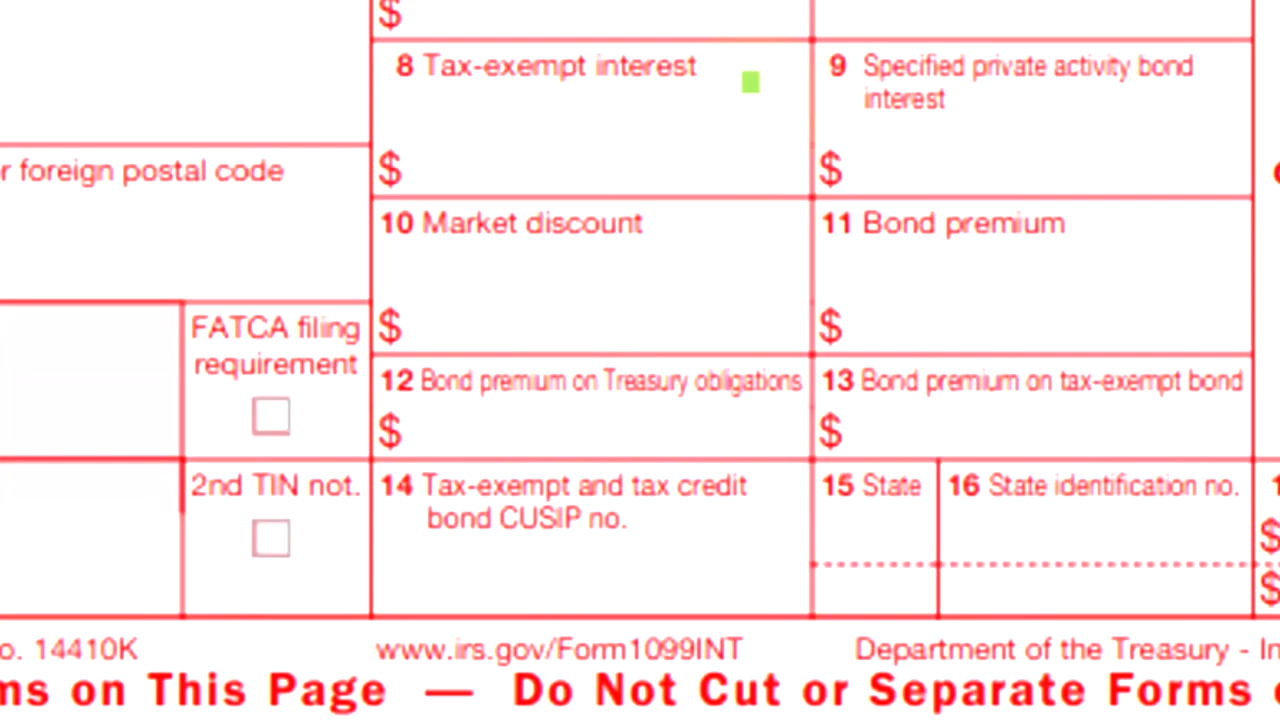 $
8 Tax-exempt interest
9 Specified private activity bond
interest
$
$
r foreign postal code
10 Market discount
11 Bond premium
$
$
FATCA filing
requirement
12 Bond premium on Treasury obligations
13 Bond premium on tax-exempt bond
$
$
2nd TIN not.
14 Tax-exempt and tax credit
bond CUSIP no.
15 State
16 State identification no.
1
$
$
o. 14410K
www.irs.gov/Form1099INT
Department of the Treasury - In
ms on This Page — Do Not Cut or Separate Forms